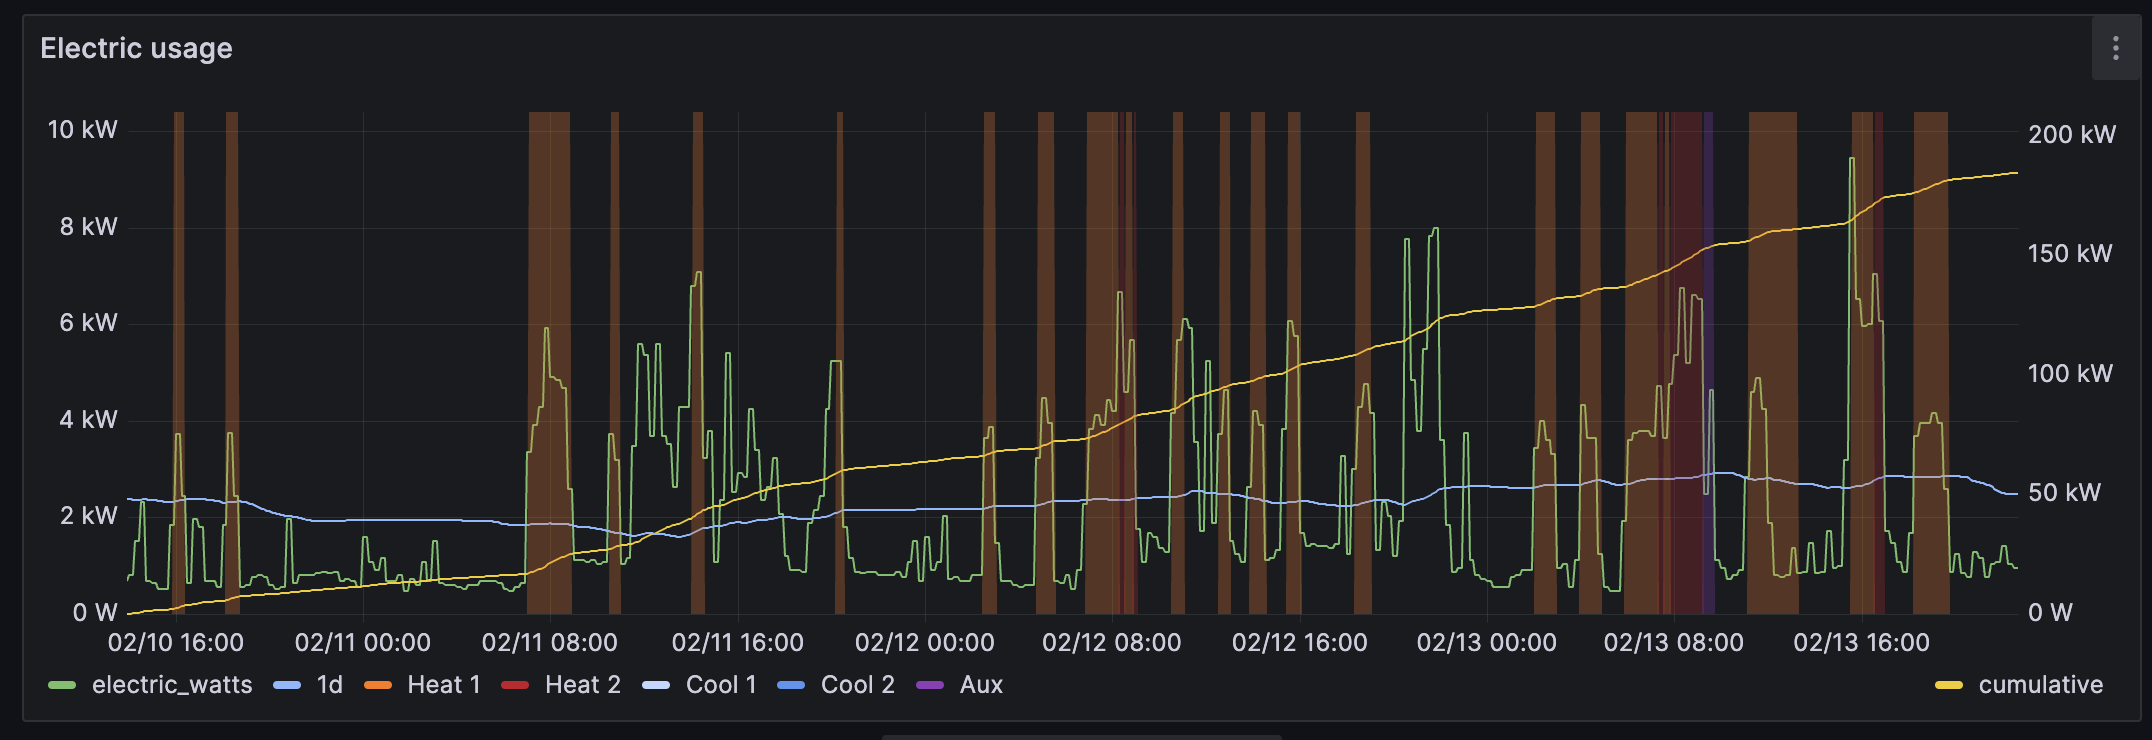 Electric usage
10 kW
8 kW
6 kW
4 kW
2 kW
0 W
200 kW
150 kW
100 kW
50 kW
0 W
02/10 16:00 02/11 00:00 02/11 08:00 02/11 16:00 02/12 00:00 02/12 08:00 02/12 16:00 02/13 00:00 02/13 08:00 02/13 16:00
electric_watts 1d Heat 1 Heat 2 Cool 1 Cool 2 Aux cumulative